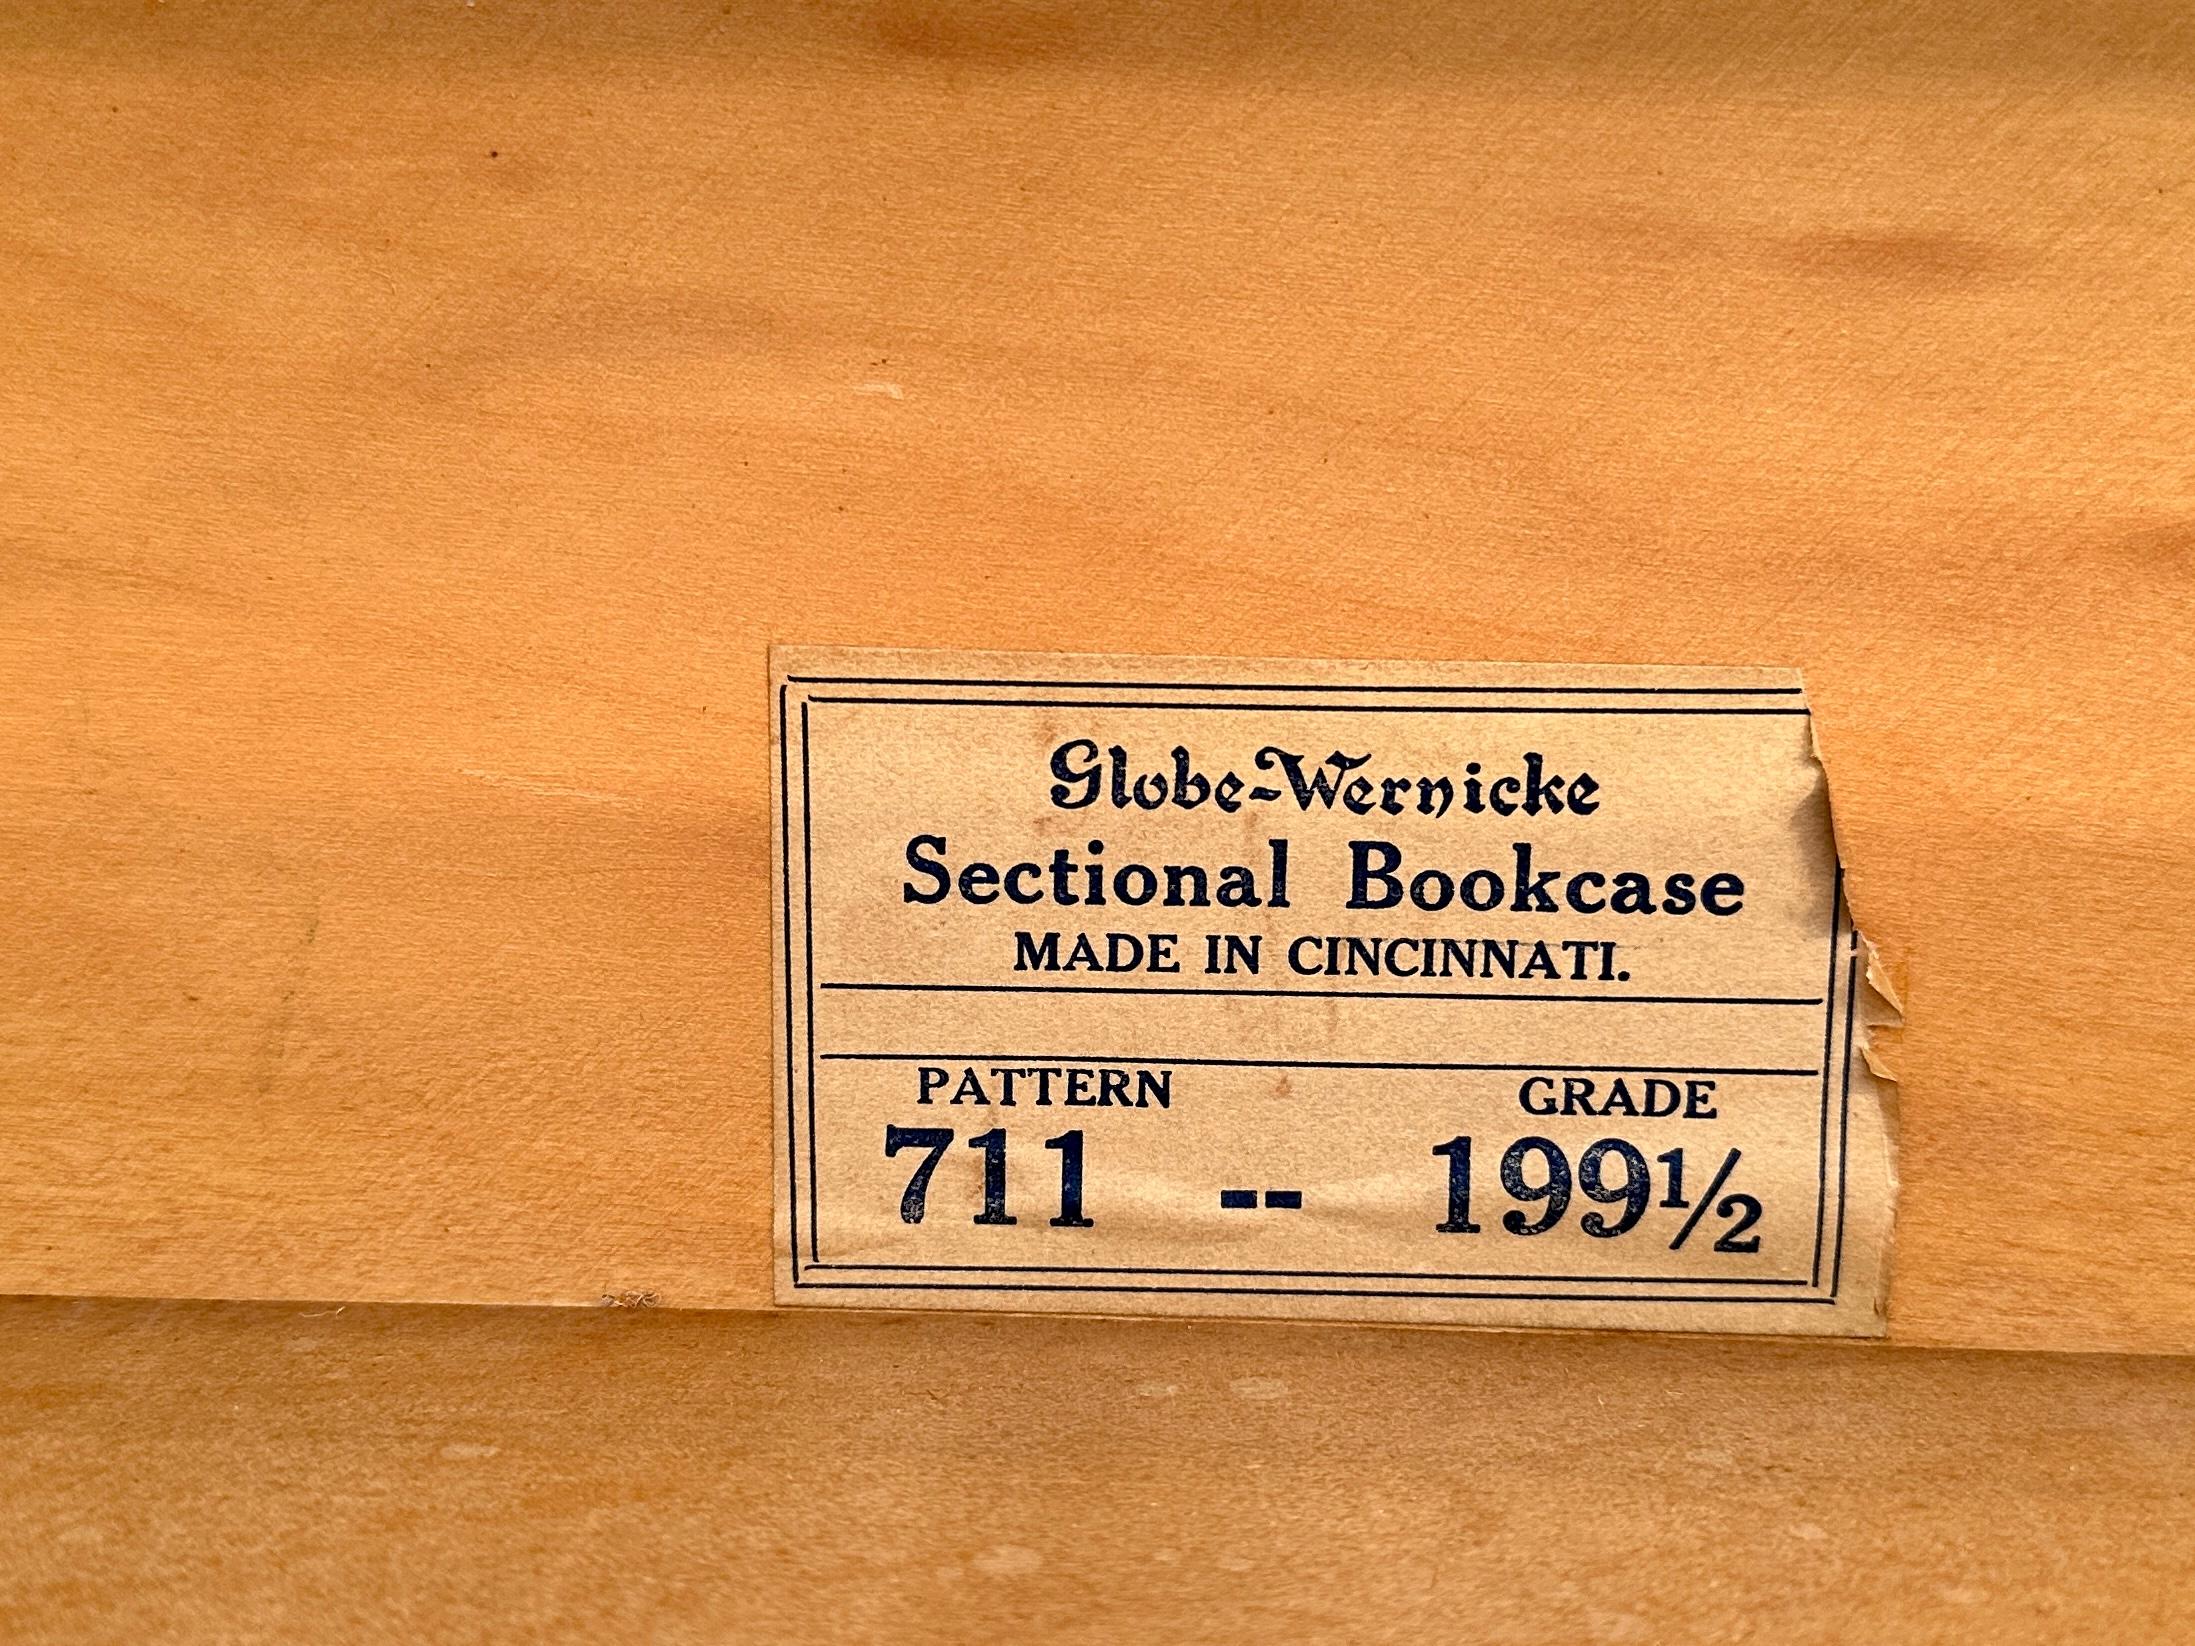 Globe-Wernicke
Sectional Bookcase
MADE IN CINCINNATI.
PATTERN GRADE
711 -- 199½